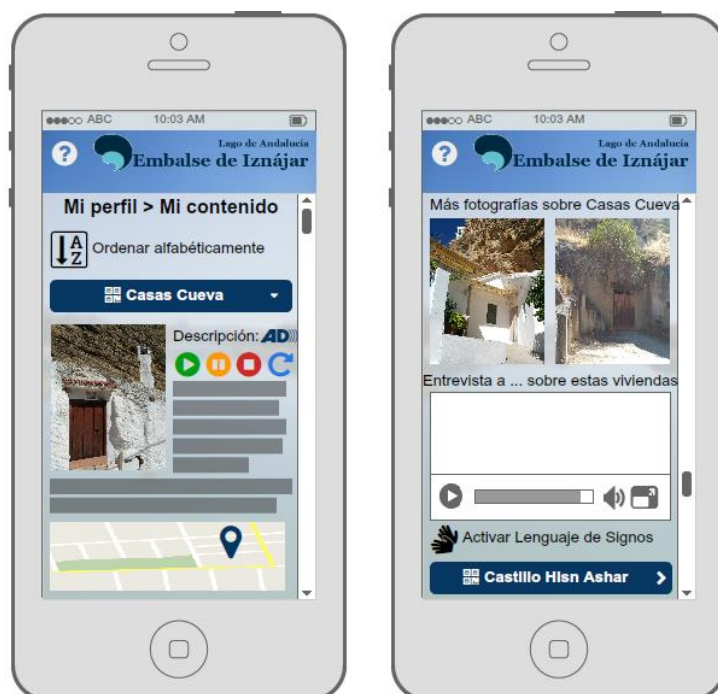 ABC 10:03 AM
?
Lago de Andalucía
Embalse de Iznájar
Mi perfil > Mi contenido
A
Z
Ordenar alfabéticamente
Casas Cueva
Descripción: AD
ABC 10:03 AM
?
Lago de Andalucía
Embalse de Iznájar
Más fotografías sobre Casas Cueva
Entrevista a ... sobre estas viviendas
Activar Lenguaje de Signos
Castillo Hisn Ashar